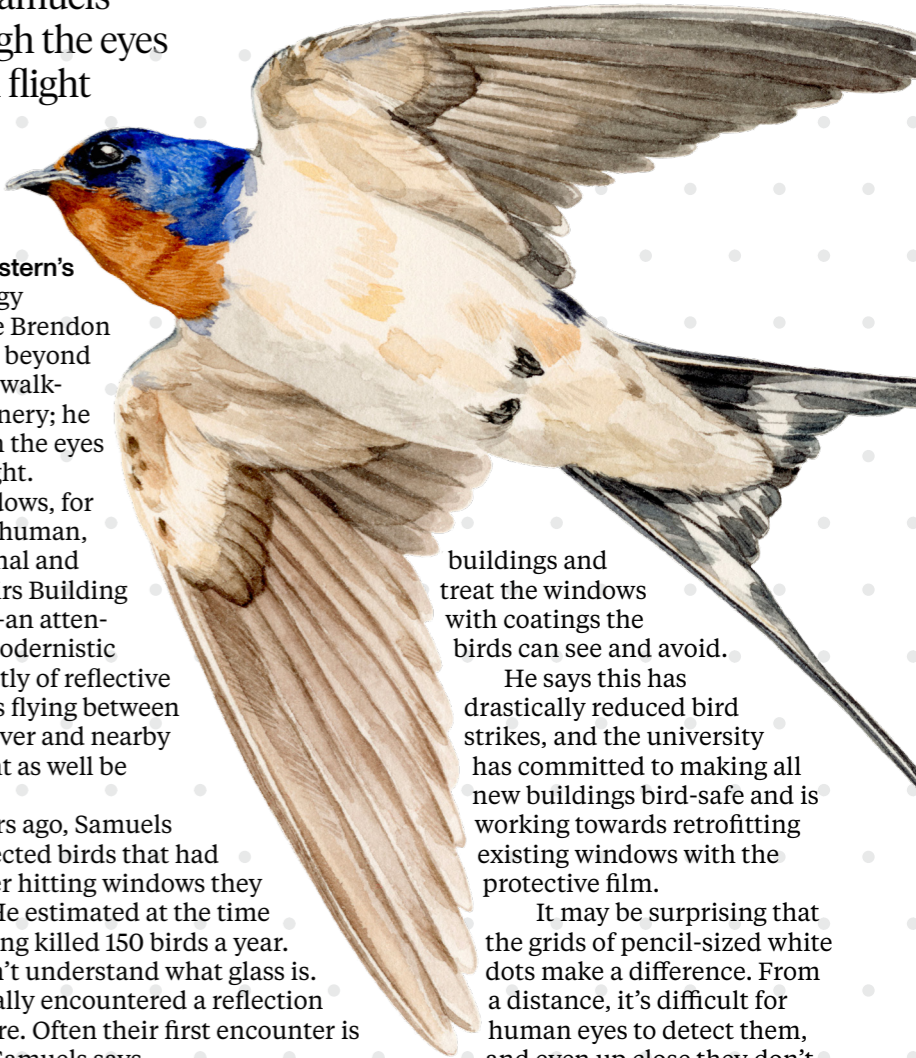 gh the eyes
flight
stern's
gy
e Brendon
beyond
walk-
nery; he
n the eyes
ght.
dows, for
human,
nal and
rs Building
-an atten-
odernistic
tly of reflective
s flying between
ver and nearby
t as well be
rs ago, Samuels
ected birds that had
r hitting windows they
He estimated at the time
ng killed 150 birds a year.
n't understand what glass is.
ally encountered a reflection
re. Often their first encounter is
buildings and
treat the windows
with coatings the
birds can see and avoid.
He says this has
drastically reduced bird
strikes, and the university
has committed to making all
new buildings bird-safe and is
working towards retrofitting
existing windows with the
protective film.
It may be surprising that
the grids of pencil-sized white
dots make a difference. From
a distance, it's difficult for
human eyes to detect them,